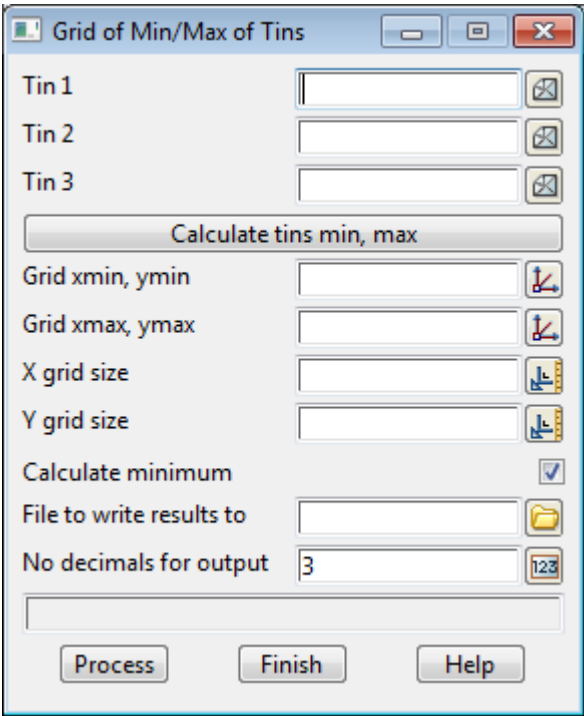 Grid of Min/Max of Tins
Tin 1
Tin 2
Tin 3
Calculate tins min, max
Grid xmin, ymin
Grid xmax, ymax
X grid size
Y grid size
Calculate minimum
File to write results to
No decimals for output 3 123
Process Finish Help